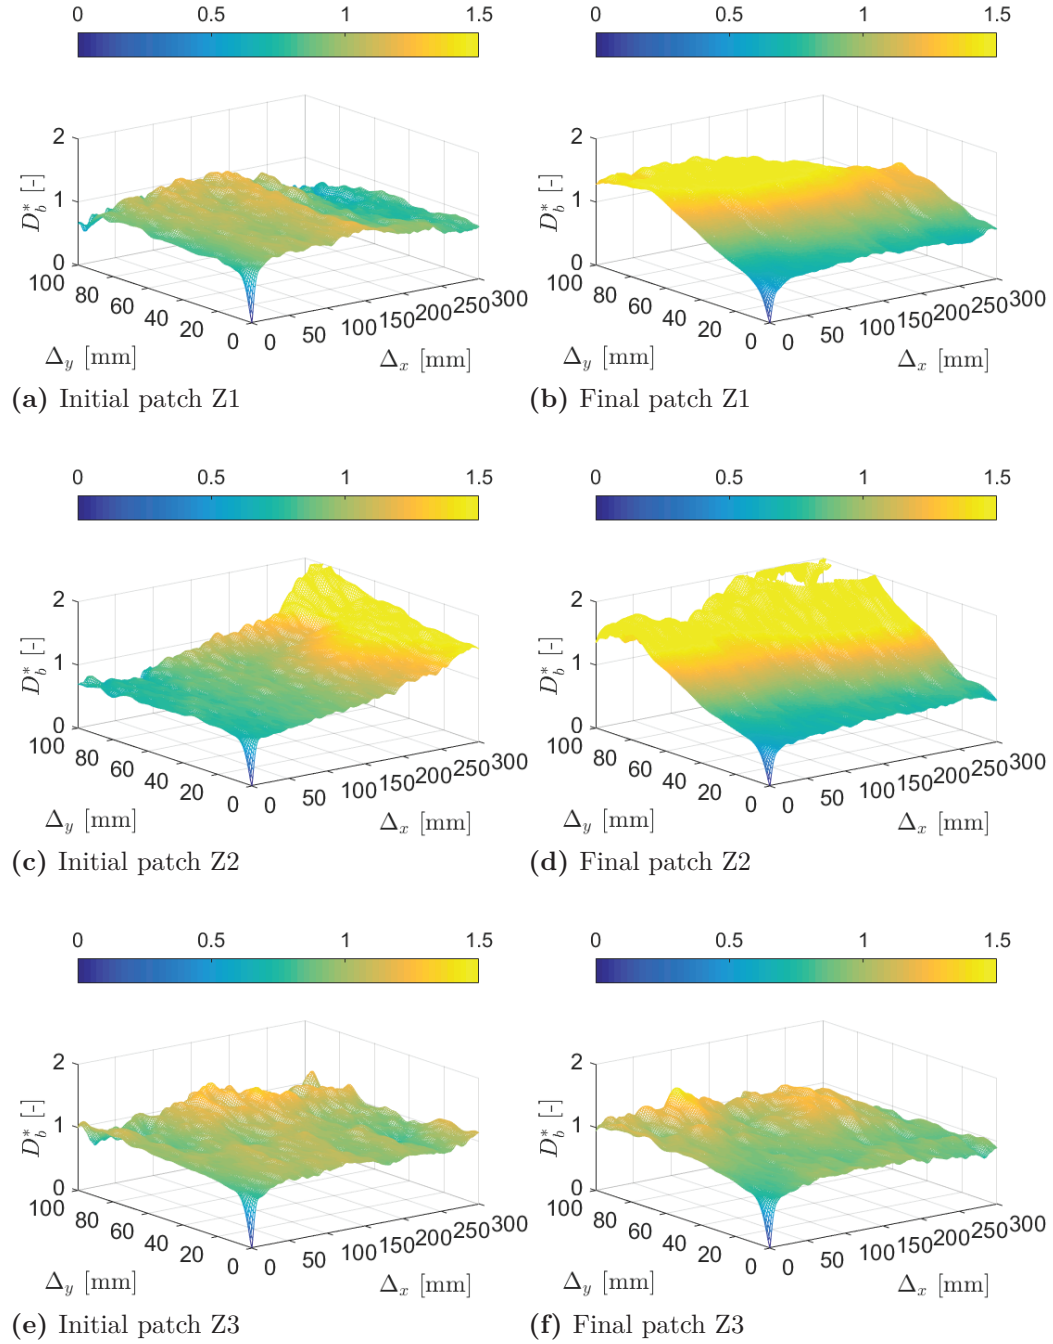 0 0.5 1 1.5
0 0.5 1 1.5
2
1
0
D_b^* [-]
100 80 60 40 20 0
0 50 100 150 200 250 300
Δ_y [mm]
Δ_x [mm]
2
1
0
D_b^* [-]
100 80 60 40 20 0
0 50 100 150 200 250 300
Δ_y [mm]
Δ_x [mm]
(a) Initial patch Z1
(b) Final patch Z1
0 0.5 1 1.5
0 0.5 1 1.5
2
1
0
D_b^* [-]
100 80 60 40 20 0
0 50 100 150 200 250 300
Δ_y [mm]
Δ_x [mm]
2
1
0
D_b^* [-]
100 80 60 40 20 0
0 50 100 150 200 250 300
Δ_y [mm]
Δ_x [mm]
(c) Initial patch Z2
(d) Final patch Z2
0 0.5 1 1.5
0 0.5 1 1.5
2
1
0
D_b^* [-]
100 80 60 40 20 0
0 50 100 150 200 250 300
Δ_y [mm]
Δ_x [mm]
2
1
0
D_b^* [-]
100 80 60 40 20 0
0 50 100 150 200 250 300
Δ_y [mm]
Δ_x [mm]
(e) Initial patch Z3
(f) Final patch Z3